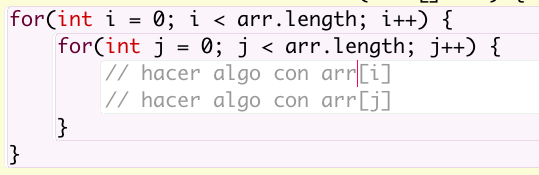 for(int i = 0; i < arr.length; i++) {
for(int j = 0; j < arr.length; j++) {
// hacer algo con arr[i]
// hacer algo con arr[j]
}
}